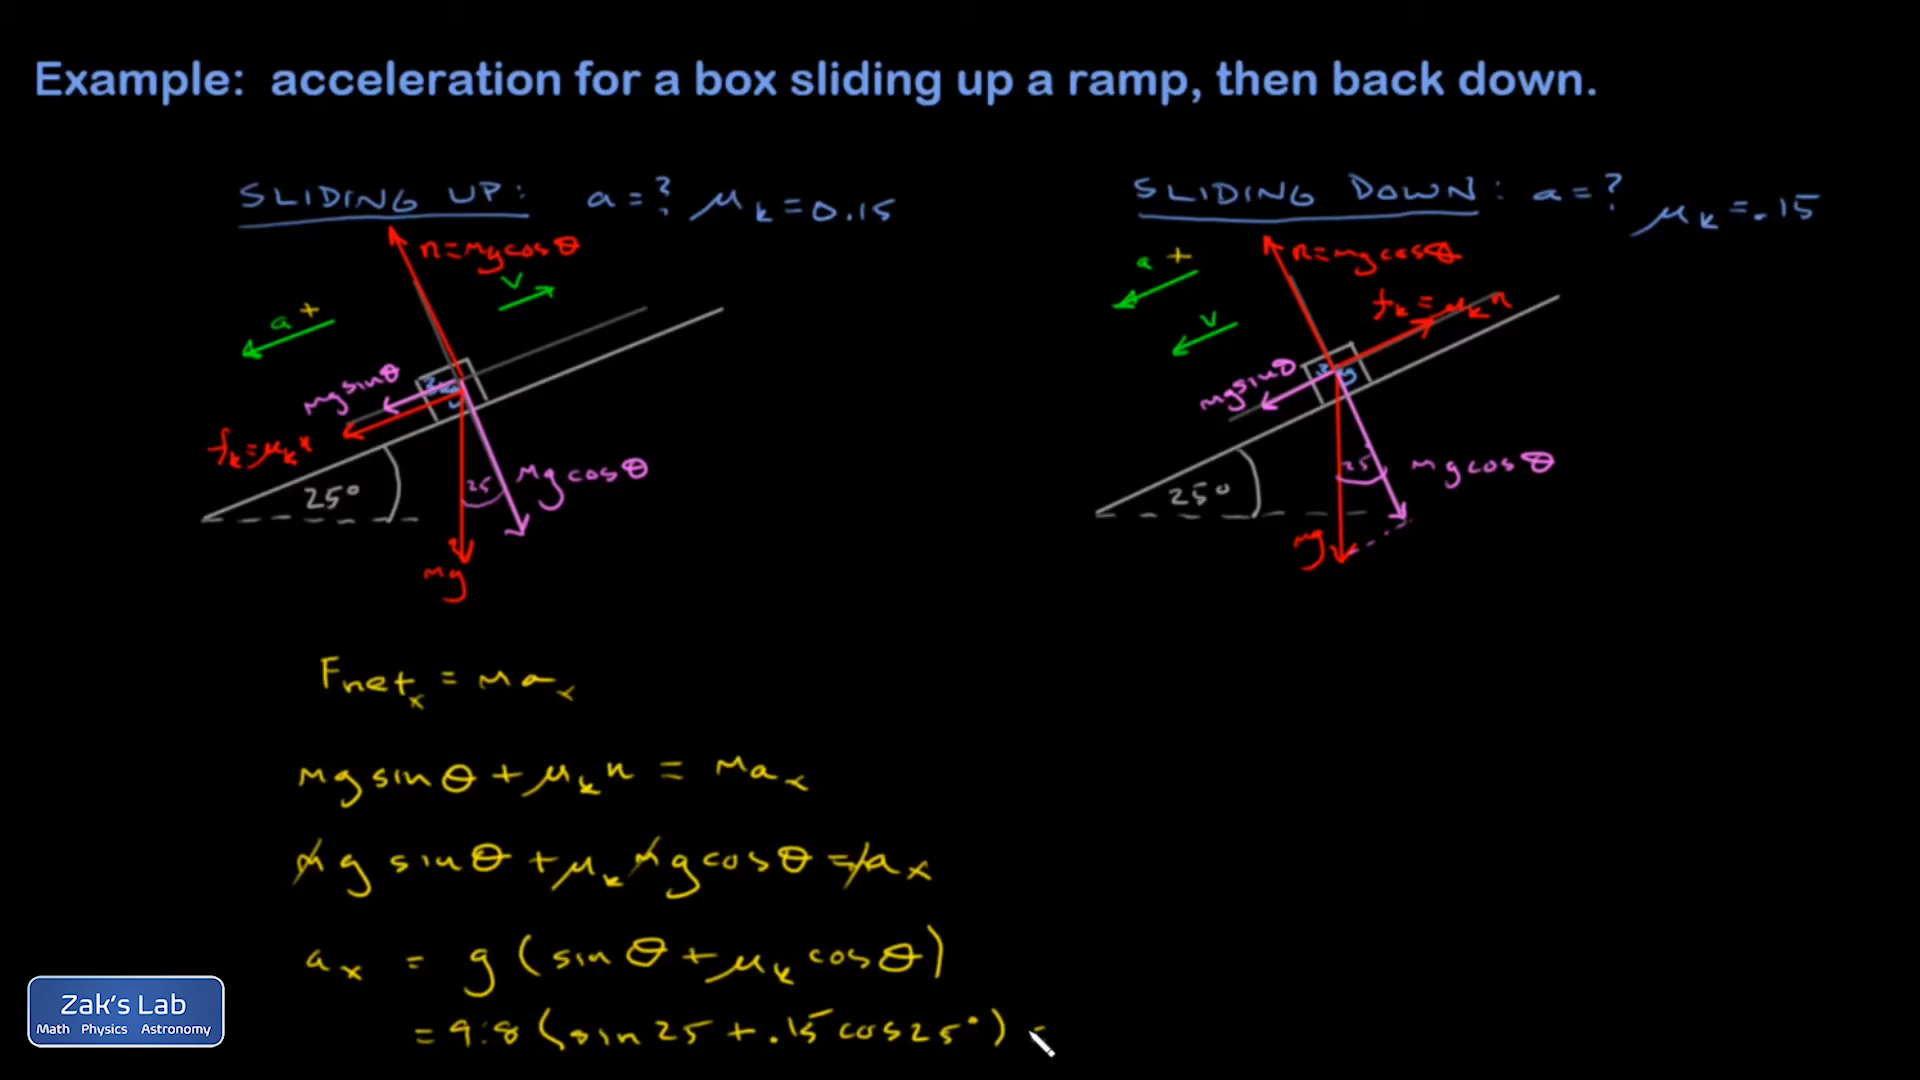 Example: acceleration for a box sliding up a ramp, then back down.
SLIDING UP: a = ? μk = 0.15
n = mg cos θ
v
a +
mg sin θ
fk = μk n
25°
25
mg cos θ
mg
SLIDING DOWN: a = ? μk = .15
a +
n = mg cos θ
fk = μk n
v
mg sin θ
25°
25
mg cos θ
mg
Fnetx = max
mg sin θ + μk n = max
mg sin θ + μk mg cos θ = ax
ax = g (sin θ + μk cos θ)
= 9.8 (sin 25 + .15 cos 25°) =
Zak's Lab
Math Physics Astronomy